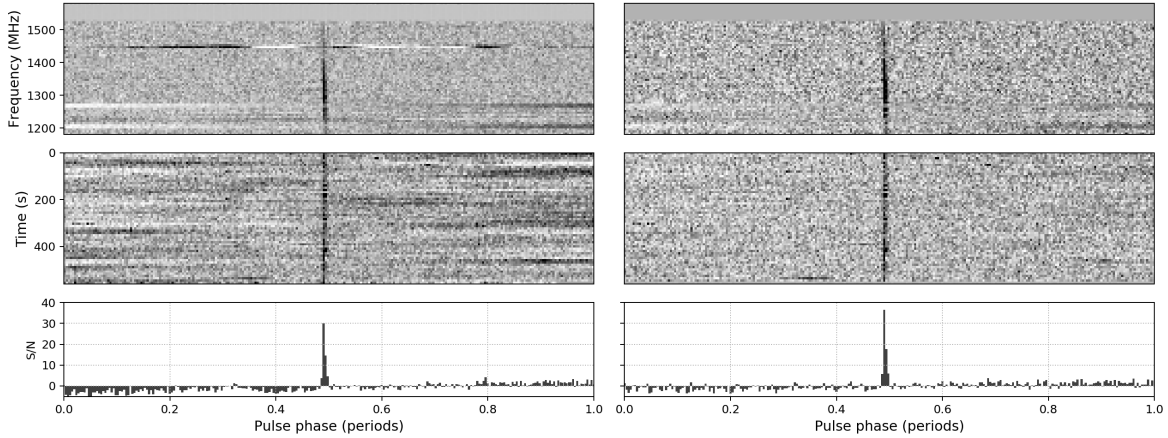 Frequency (MHz)
1500
1400
1300
1200
Time (s)
0
200
400
S/N
40
30
20
10
0
0.0 0.2 0.4 0.6 0.8 1.0
Pulse phase (periods)
0.0 0.2 0.4 0.6 0.8 1.0
Pulse phase (periods)